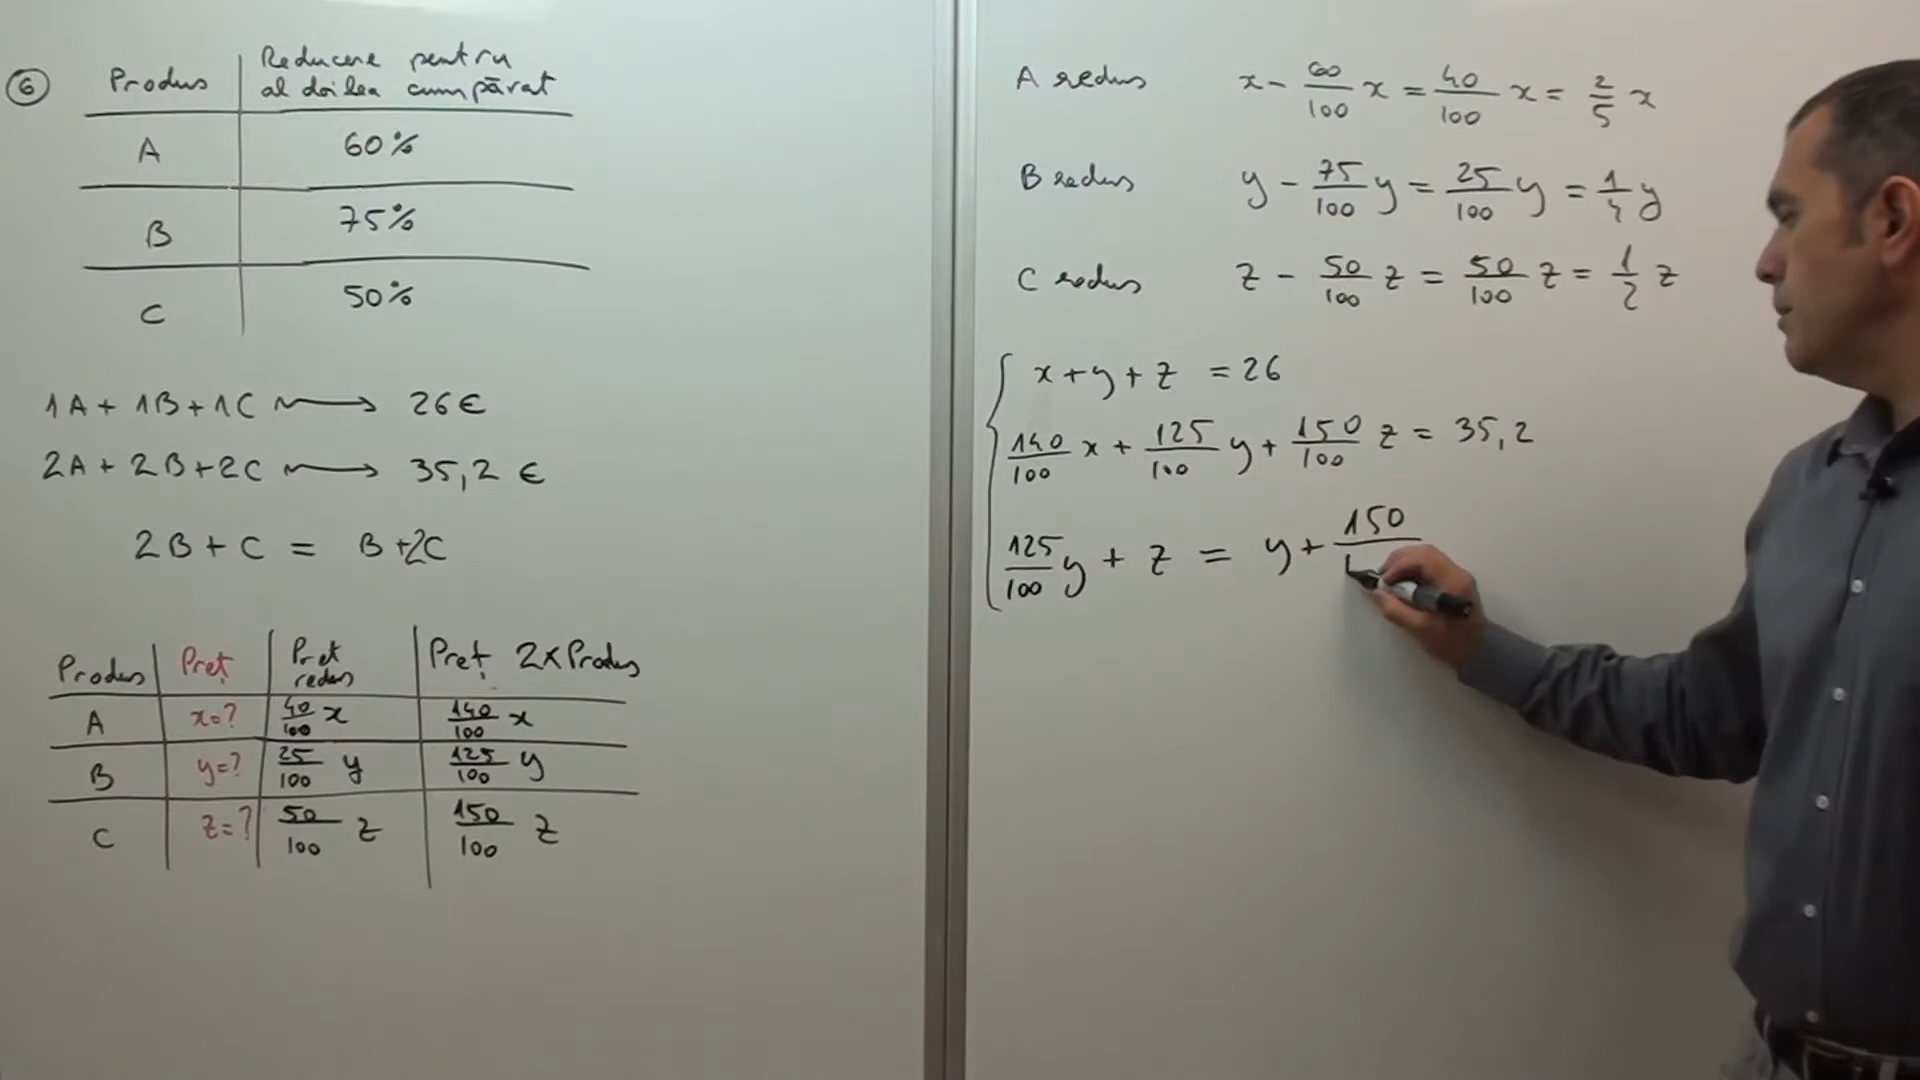 6
Produs | Reducere pentru al doilea cumpărat
A | 60%
B | 75%
C | 50%
1A + 1B + 1C → 26 €
2A + 2B + 2C → 35,2 €
2B + C = B + 2C
Produs | Preț | Pret redus | Preț 2x Produs
A | x=? | 40/100 x | 140/100 x
B | y=? | 25/100 y | 125/100 y
C | z=? | 50/100 z | 150/100 z
A redus x - 60/100 x = 40/100 x = 2/5 x
B redus y - 75/100 y = 25/100 y = 1/4 y
C redus z - 50/100 z = 50/100 z = 1/2 z
x + y + z = 26
140/100 x + 125/100 y + 150/100 z = 35,2
125/100 y + z = y + 150/